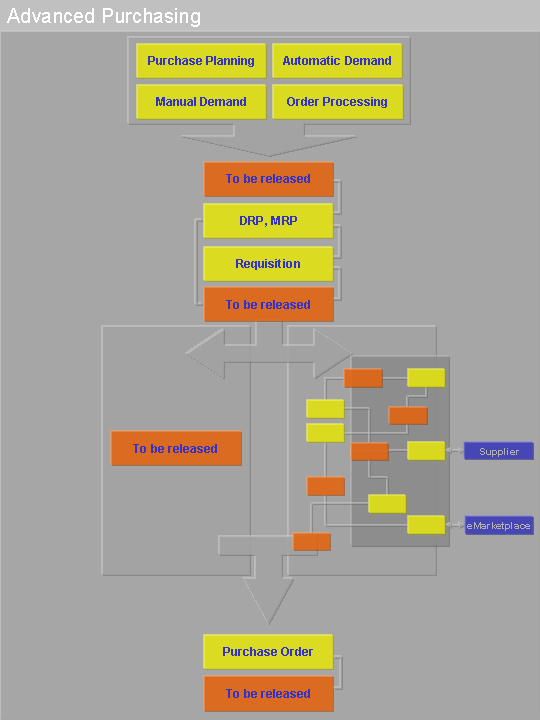 Advanced Purchasing
Purchase Planning
Automatic Demand
Manual Demand
Order Processing
To be released
DRP, MRP
Requisition
To be released
To be released
Supplier
eMarketplace
Purchase Order
To be released